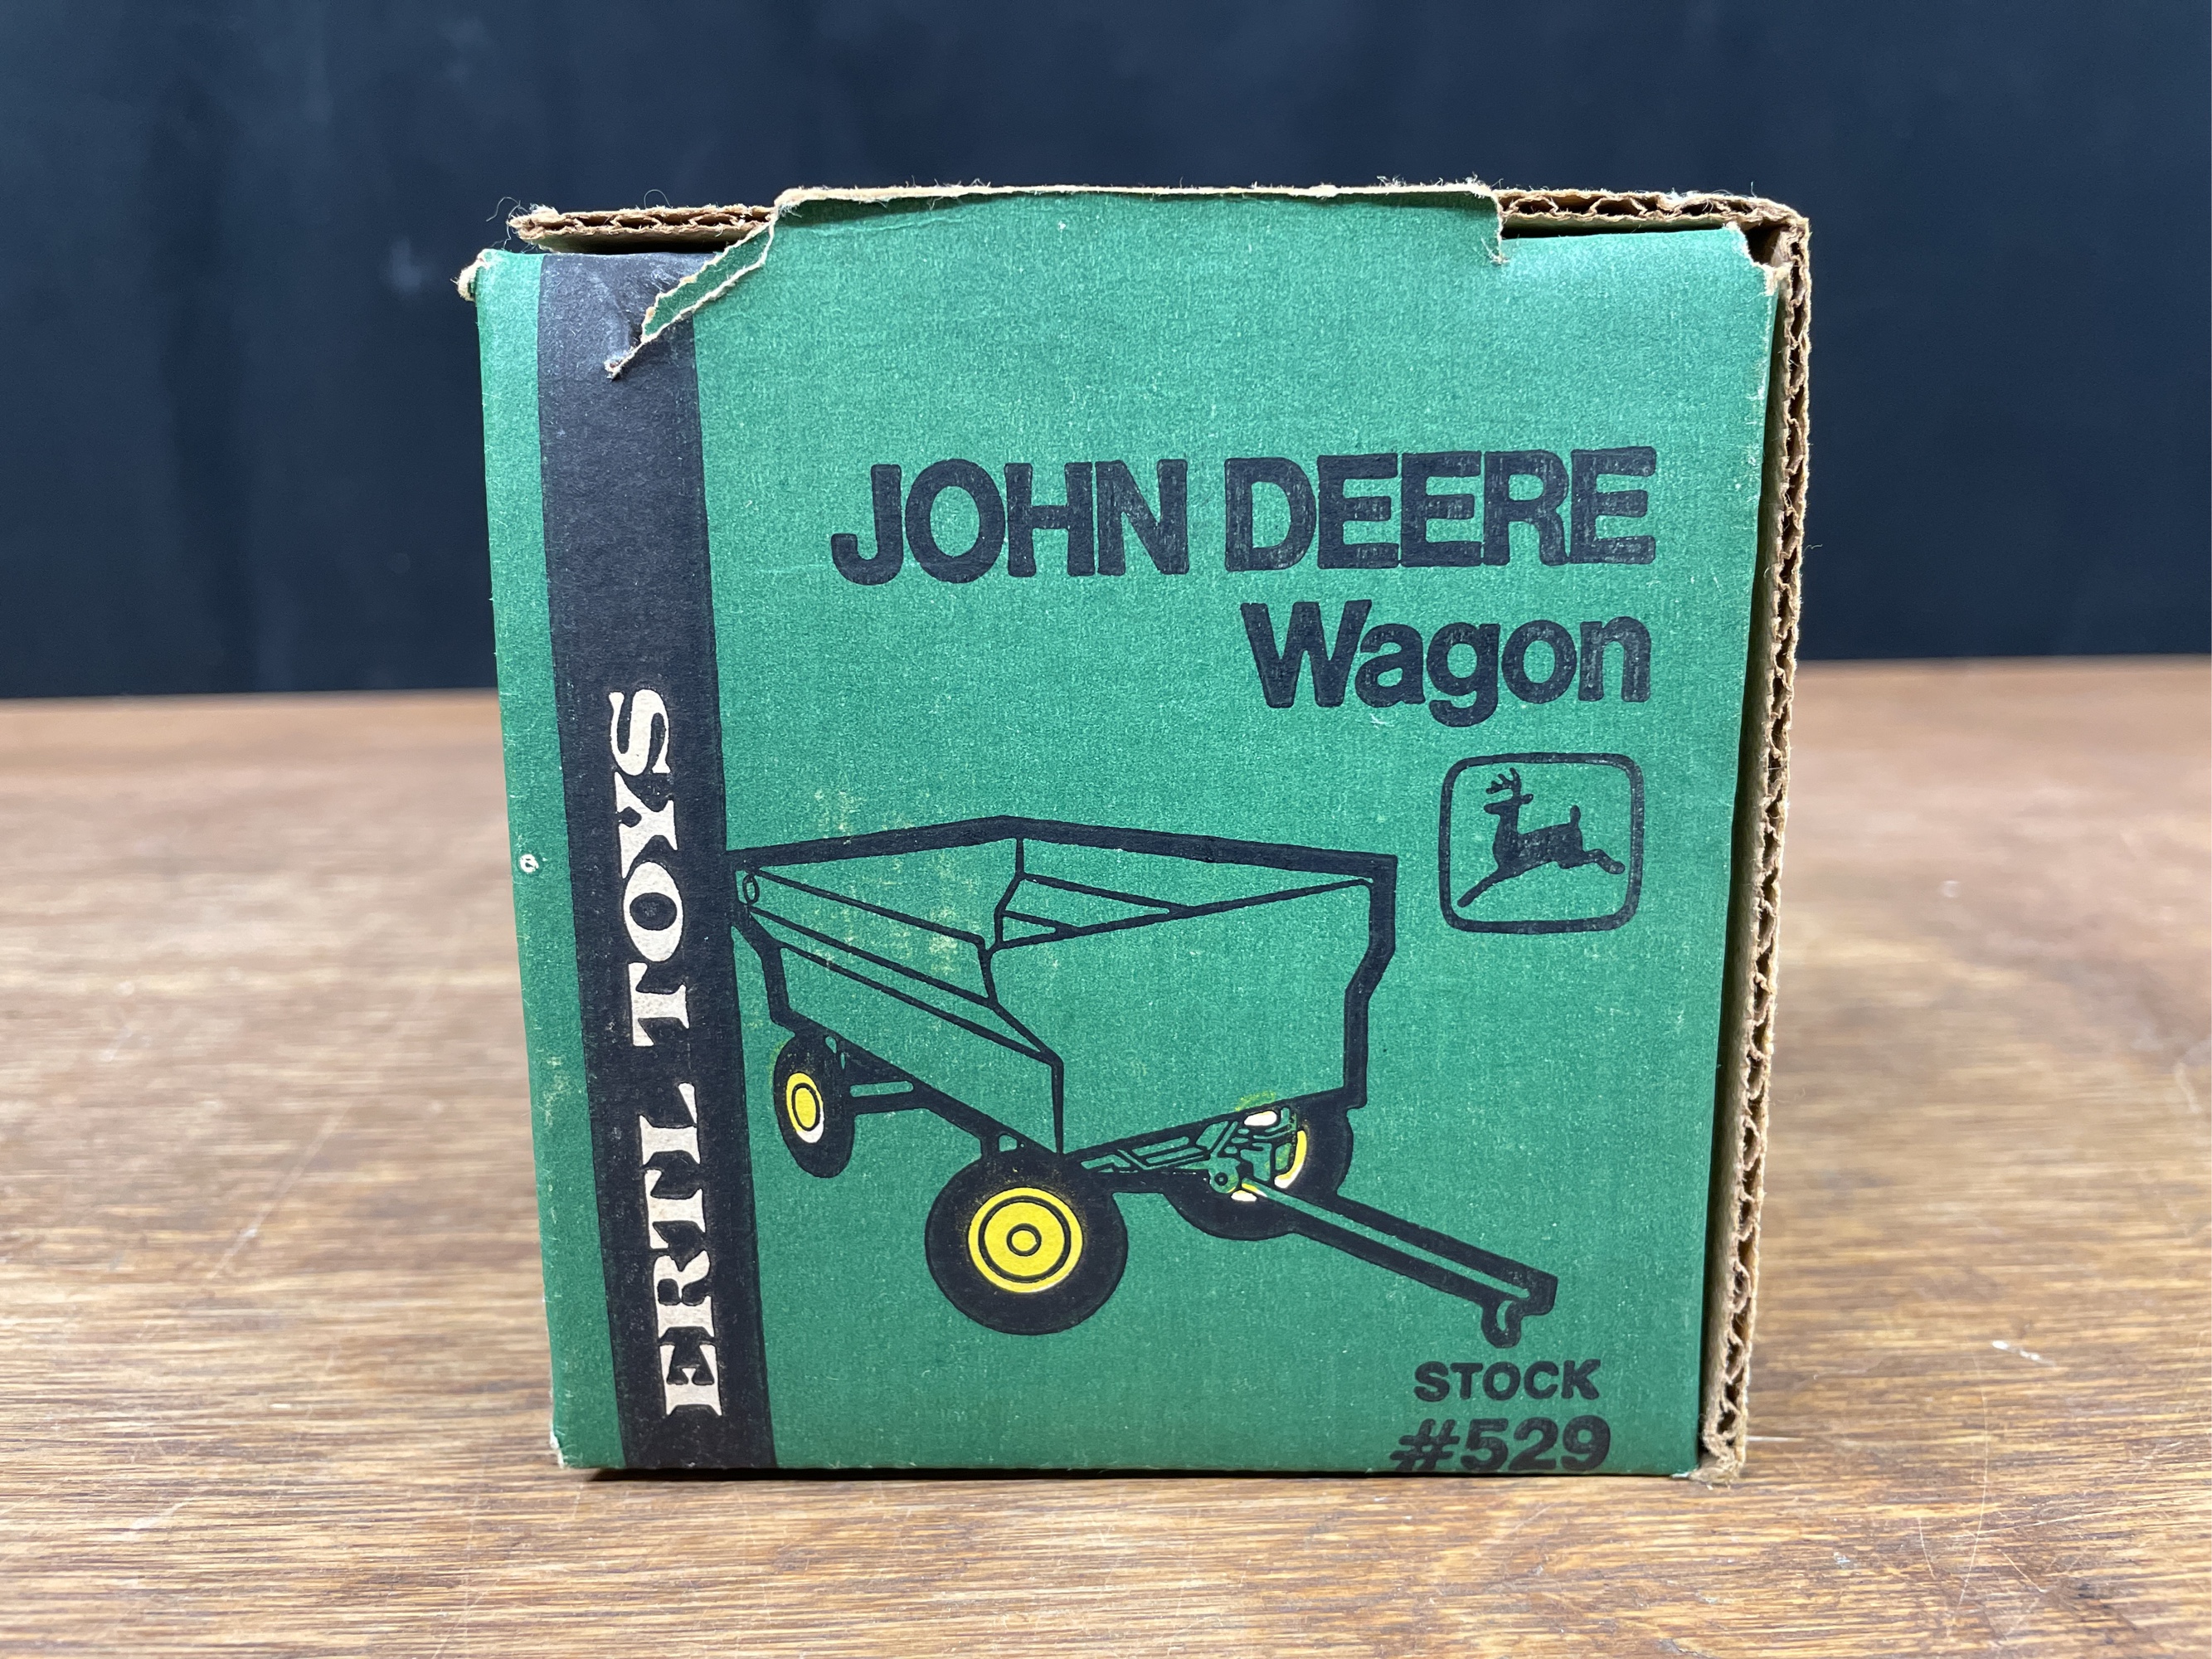 JOHN DEERE
Wagon
ERTL TOYS
STOCK
#529